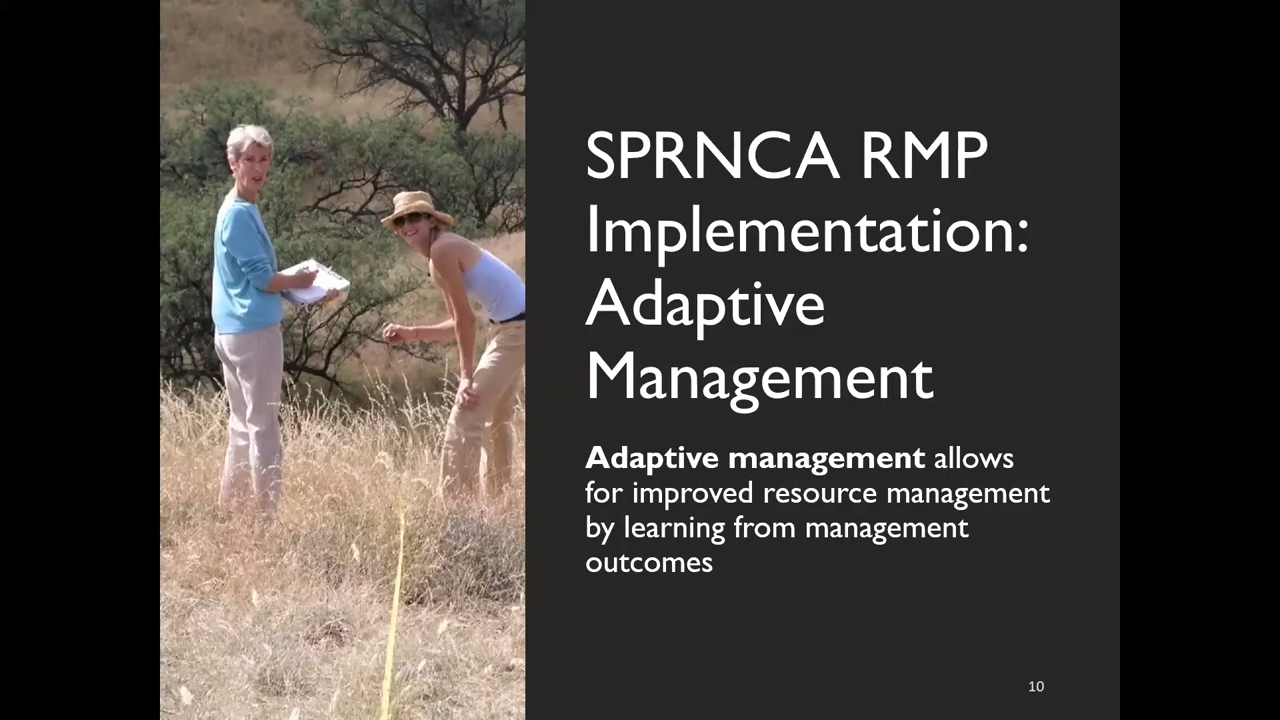 SPRNCA RMP
Implementation:
Adaptive
Management
Adaptive management allows
for improved resource management
by learning from management
outcomes
10